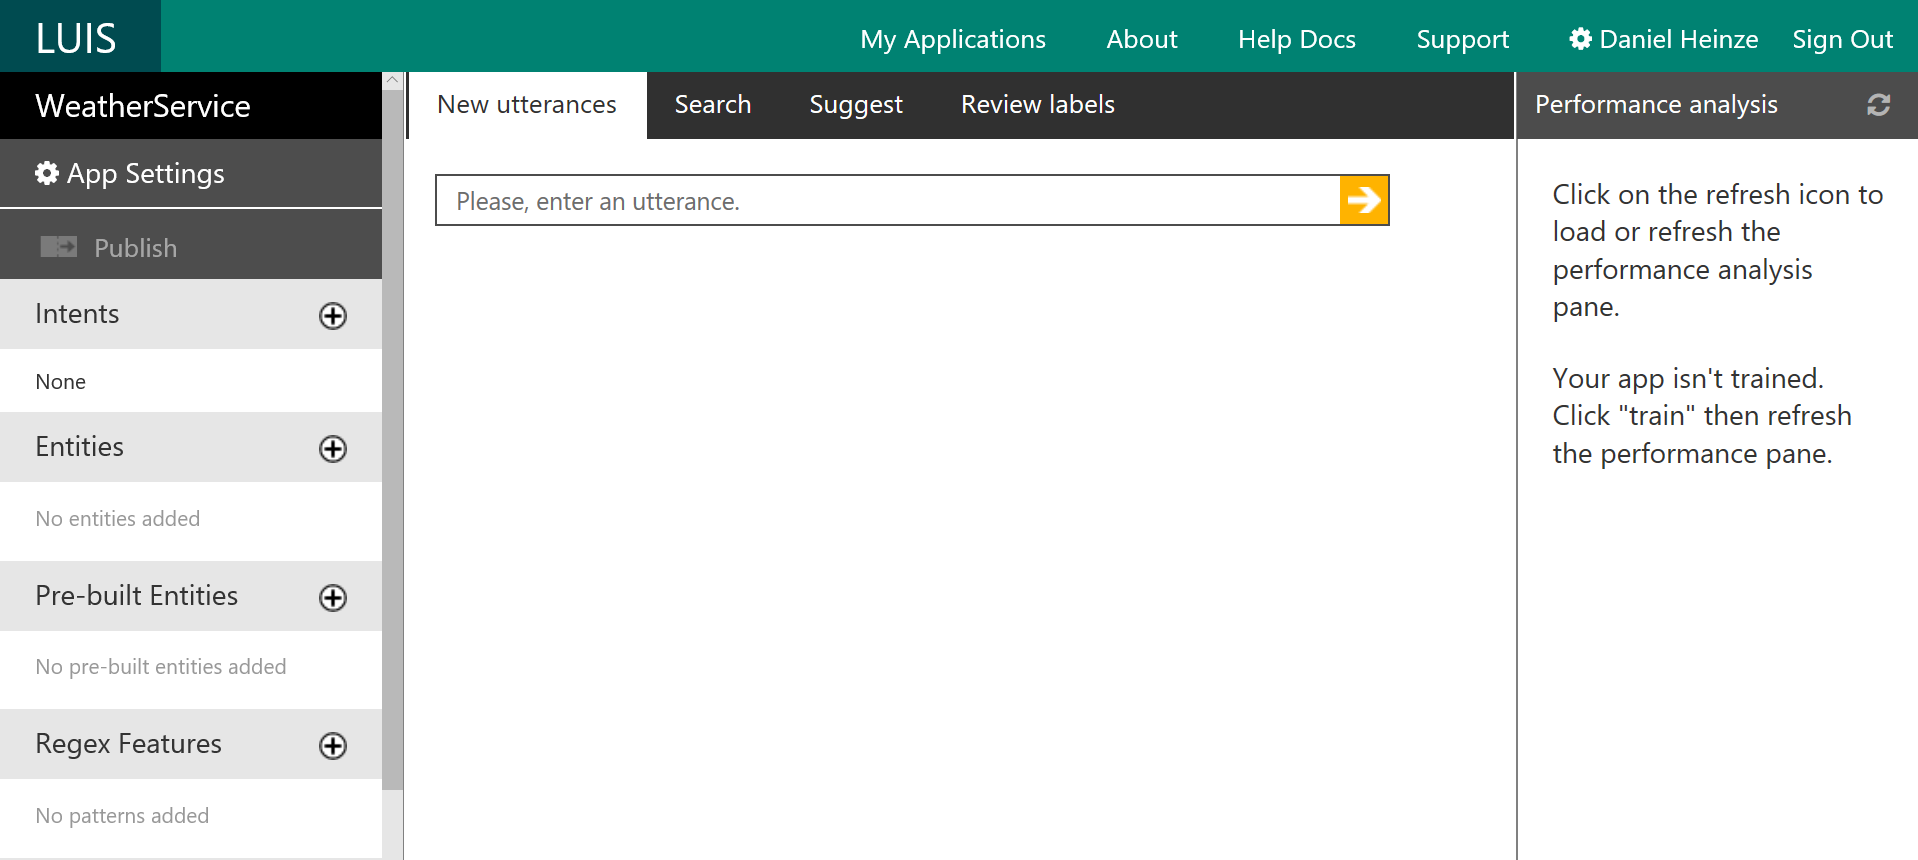 LUIS
My Applications
About
Help Docs
Support
Daniel Heinze
Sign Out
WeatherService
App Settings
Publish
Intents
None
Entities
No entities added
Pre-built Entities
No pre-built entities added
Regex Features
No patterns added
New utterances
Search
Suggest
Review labels
Please, enter an utterance.
Performance analysis
Click on the refresh icon to
load or refresh the
performance analysis
pane.
Your app isn't trained.
Click "train" then refresh
the performance pane.